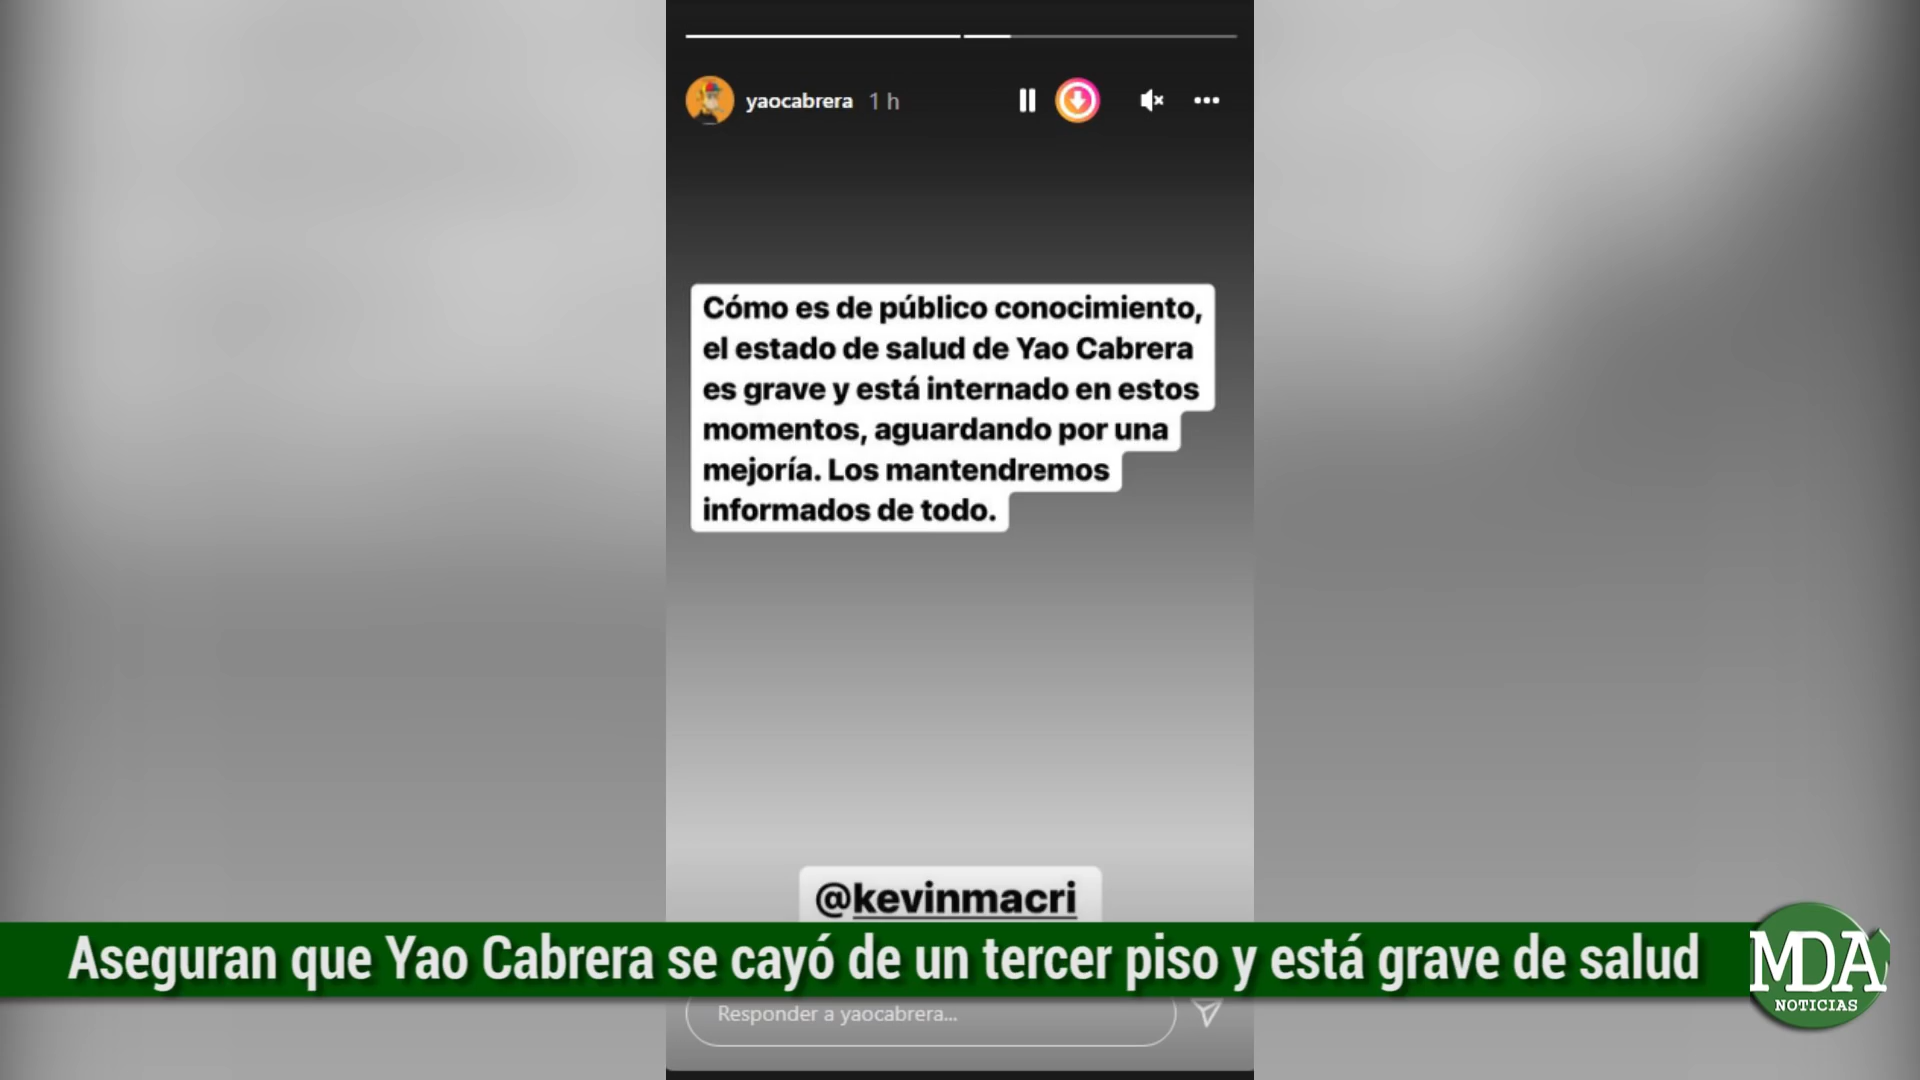 yaocabrera 1 h
Cómo es de público conocimiento,
el estado de salud de Yao Cabrera
es grave y está internado en estos
momentos, aguardando por una
mejoría. Los mantendremos
informados de todo.
@kevinmacri
Aseguran que Yao Cabrera se cayó de un tercer piso y está grave de salud
MDA
NOTICIAS
Responder a yaocabrera...